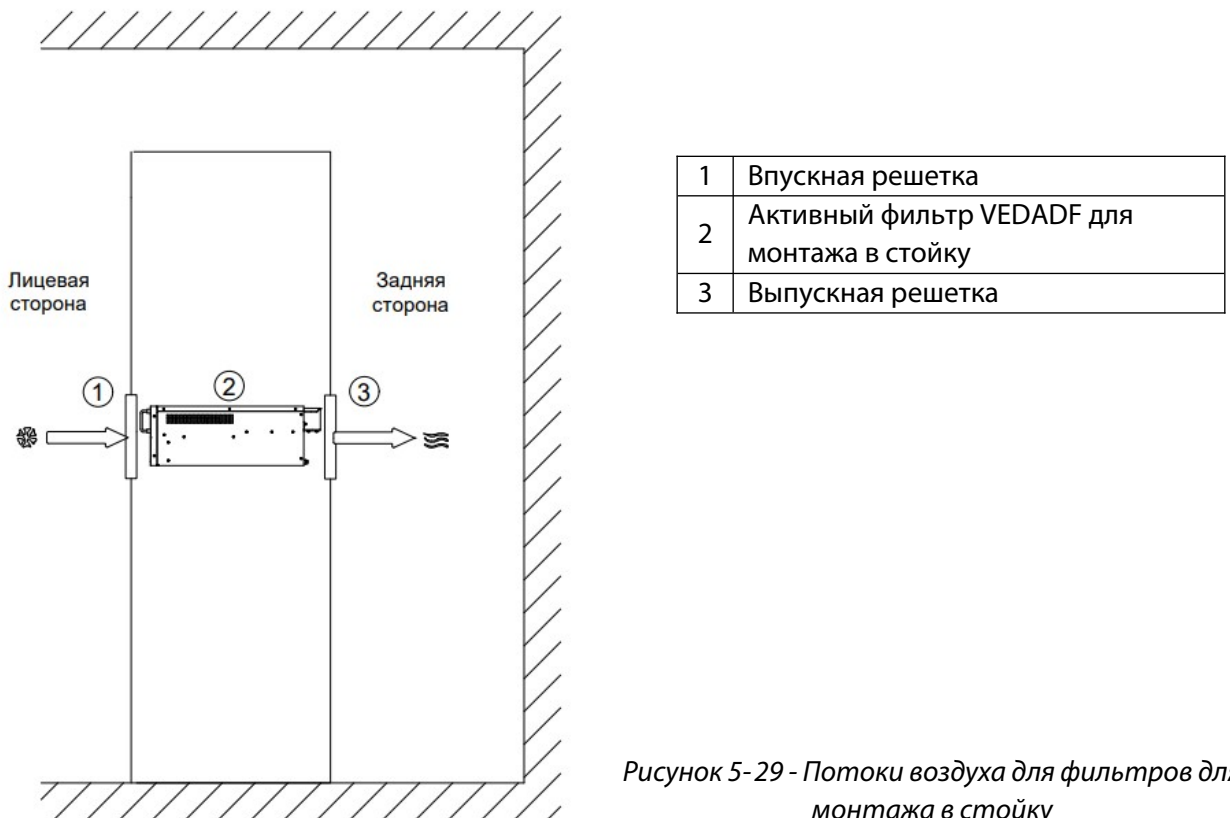 Лицевая
сторона
Задняя
сторона
1
2
3
1 Впускная решетка
2 Активный фильтр VEDADF для
монтажа в стойку
3 Выпускная решетка
Рисунок 5-29 - Потоки воздуха для фильтров для
монтажа в стойку